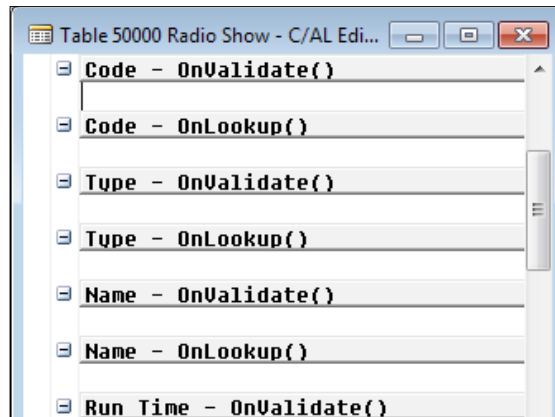 Table 50000 Radio Show - C/AL Edi...
Code - OnValidate()
Code - OnLookup()
Type - OnValidate()
Type - OnLookup()
Name - OnValidate()
Name - OnLookup()
Run Time - OnValidate()